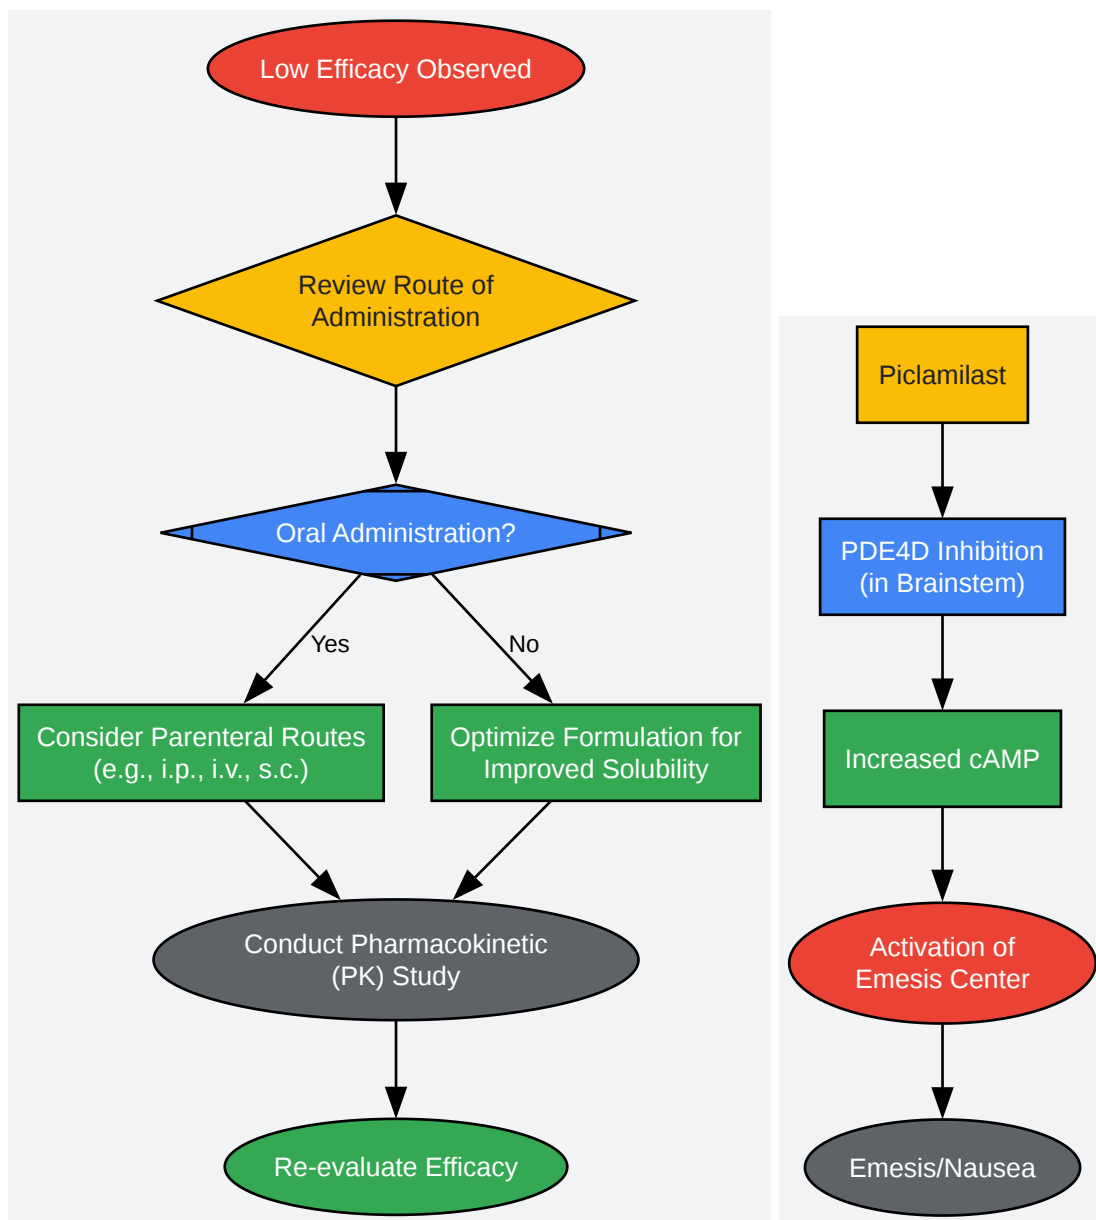 Low Efficacy Observed
Review Route of
Administration
Oral Administration?
Yes
No
Consider Parenteral Routes
(e.g., i.p., i.v., s.c.)
Optimize Formulation for
Improved Solubility
Conduct Pharmacokinetic
(PK) Study
Re-evaluate Efficacy
Piclamilast
PDE4D Inhibition
(in Brainstem)
Increased cAMP
Activation of
Emesis Center
Emesis/Nausea